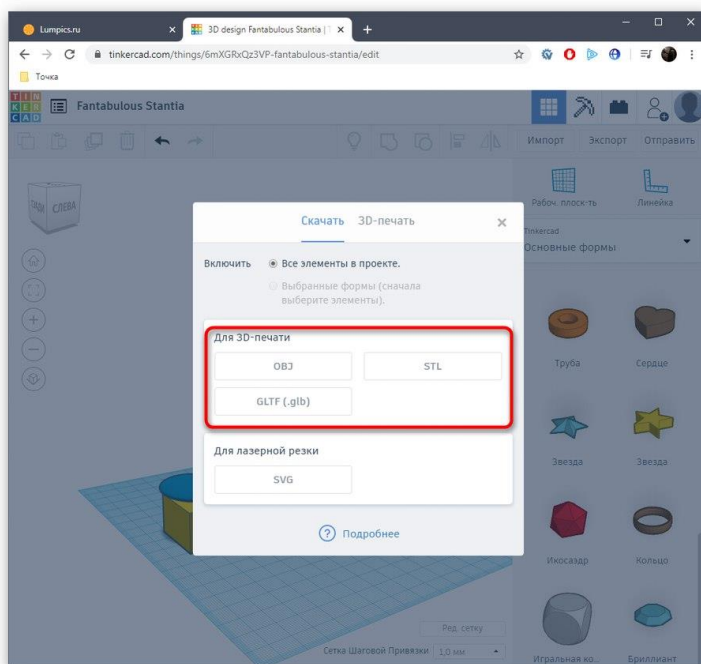 Lumpics.ru
3D design Fantabulous Stantia | T
tinkercad.com/things/6mXGRxQz3VP-fantabulous-stantia/edit
Точка
TIN
KER
CAD
Fantabulous Stantia
Импорт Экспорт Отправить
СЛЕВА
Рабоч. плоск-ть Линейка
Tinkercad
Основные формы
Скачать 3D-печать
Включить Все элементы в проекте.
Выбранные формы (сначала
выберите элементы).
Для 3D-печати
OBJ STL
GLTF (.glb)
Для лазерной резки
SVG
Подробнее
Труба Сердце
Звезда Звезда
Икосаэдр Кольцо
Игральная ко... Бриллиант
Ред. сетку
Сетка Шаговой Привязки 1,0 мм